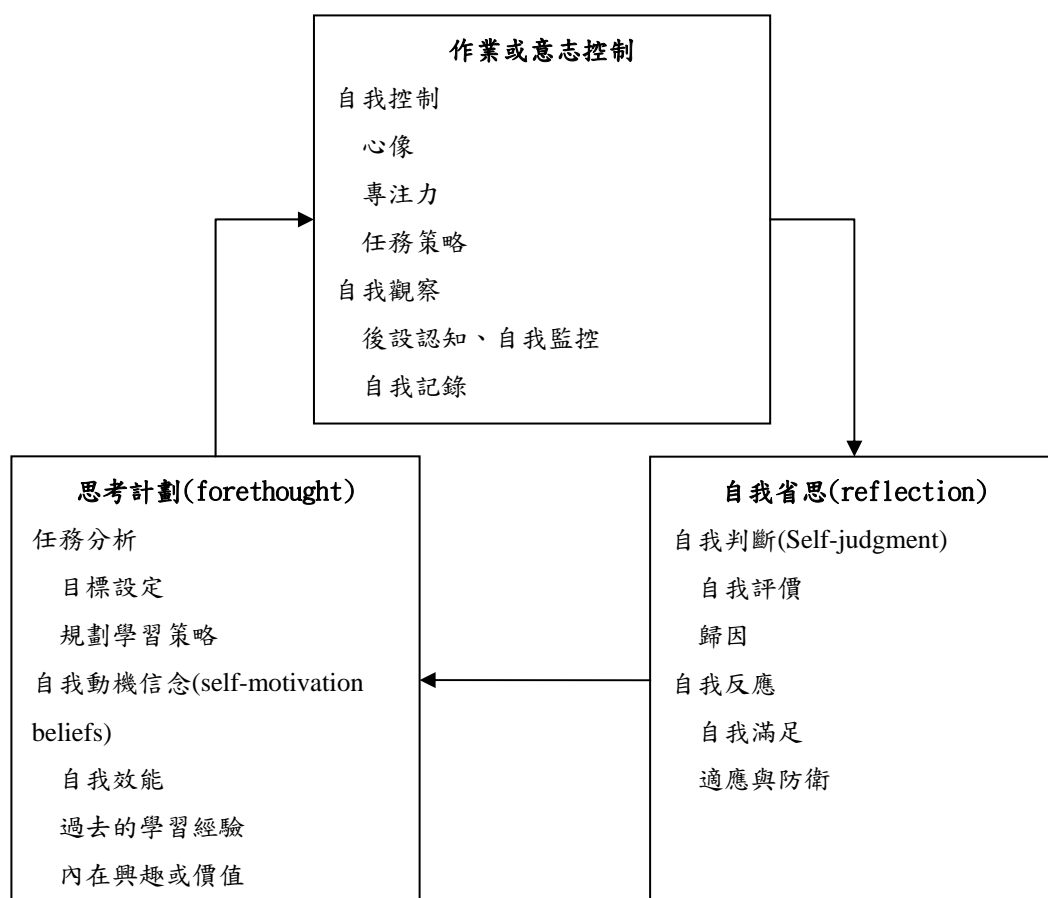 作業或意志控制
自我控制
心像
專注力
任務策略
自我觀察
後設認知、自我監控
自我記錄
思考計劃(forethought)
任務分析
目標設定
規劃學習策略
自我動機信念(self-motivation
beliefs)
自我效能
過去的學習經驗
內在興趣或價值
自我省思(reflection)
自我判斷(Self-judgment)
自我評價
歸因
自我反應
自我滿足
適應與防衛